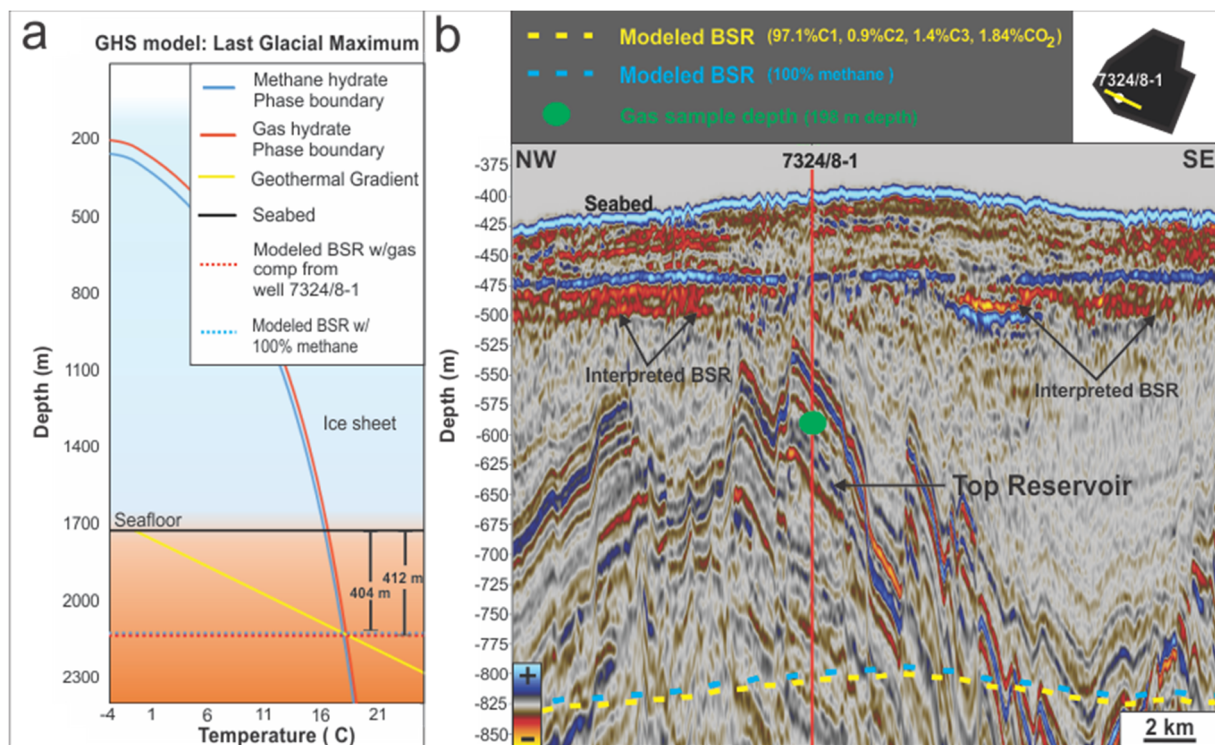 a
GHS model: Last Glacial Maximum
Methane hydrate
Phase boundary
Gas hydrate
Phase boundary
Geothermal Gradient
Seabed
Modeled BSR w/gas
comp from
well 7324/8-1
Modeled BSR w/
100% methane
Depth (m)
200
500
800
1100
1400
1700
2000
2300
Ice sheet
Seafloor
404 m
412 m
-4
1
6
11
16
21
Temperature ( C)
b
Modeled BSR (97.1%C1, 0.9%C2, 1.4%C3, 1.84%CO₂)
Modeled BSR (100% methane )
Gas sample depth (198 m depth)
7324/8-1
NW
7324/8-1
SE
Depth (m)
-375
-400
-425
-450
-475
-500
-525
-550
-575
-600
-625
-650
-675
-700
-725
-750
-775
-800
-825
-850
Seabed
Interpreted BSR
Interpreted BSR
Top Reservoir
+
–
2 km